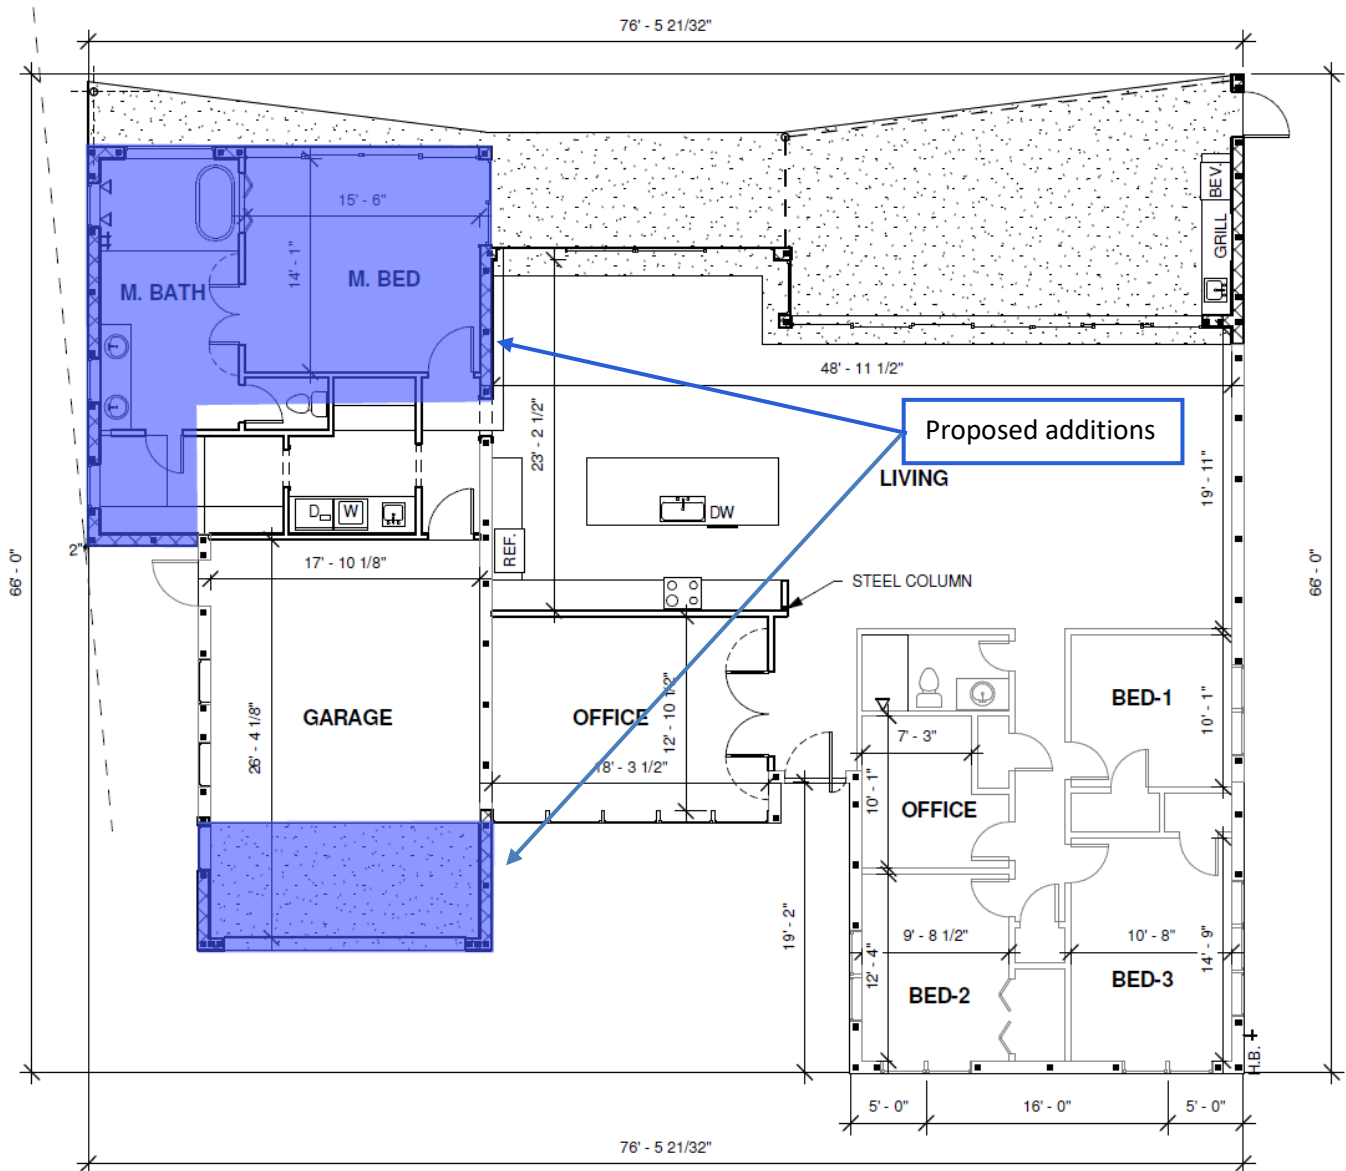 76' - 5 21/32"
BEV.
GRILL
15' - 6"
14' - 1"
M. BATH
M. BED
48' - 11 1/2"
Proposed additions
23' - 2 1/2"
19' - 11"
LIVING
D
W
DW
REF.
2"
66' - 0"
66' - 0"
17' - 10 1/8"
STEEL COLUMN
26' - 4 1/8"
GARAGE
OFFICE
12' - 10 1/2"
BED-1
10' - 1"
7' - 3"
18' - 3 1/2"
10' - 1"
OFFICE
19' - 2"
9' - 8 1/2"
10' - 8"
12' - 4"
14' - 9"
BED-2
BED-3
H.B.
5' - 0"
16' - 0"
5' - 0"
76' - 5 21/32"